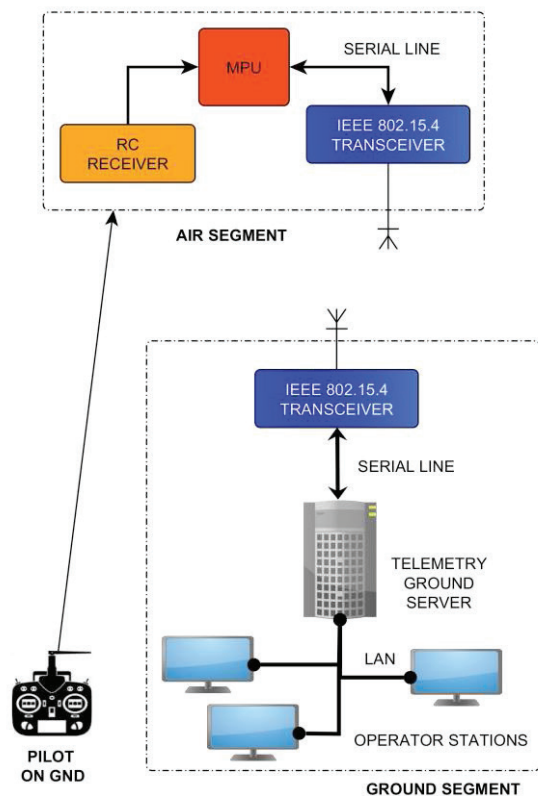 SERIAL LINE
MPU
RC
RECEIVER
IEEE 802.15.4
TRANSCEIVER
AIR SEGMENT
IEEE 802.15.4
TRANSCEIVER
SERIAL LINE
TELEMETRY
GROUND
SERVER
LAN
OPERATOR STATIONS
PILOT
ON GND
GROUND SEGMENT